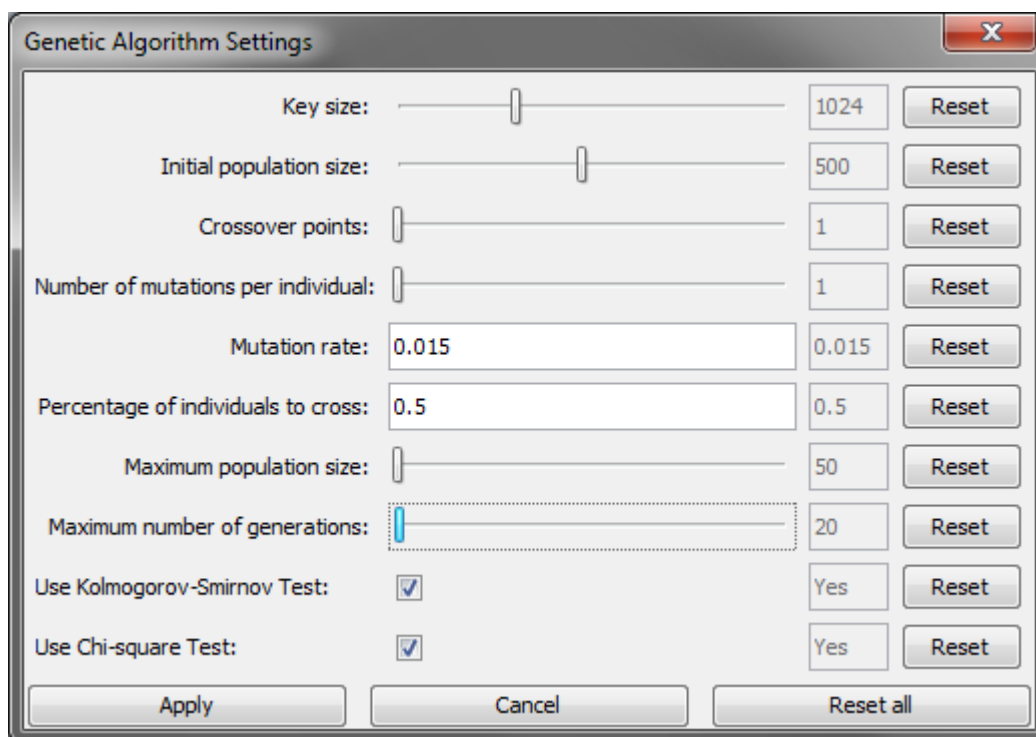 Genetic Algorithm Settings
Key size: 1024 Reset
Initial population size: 500 Reset
Crossover points: 1 Reset
Number of mutations per individual: 1 Reset
Mutation rate: 0.015 0.015 Reset
Percentage of individuals to cross: 0.5 0.5 Reset
Maximum population size: 50 Reset
Maximum number of generations: 20 Reset
Use Kolmogorov-Smirnov Test: Yes Reset
Use Chi-square Test: Yes Reset
Apply Cancel Reset all